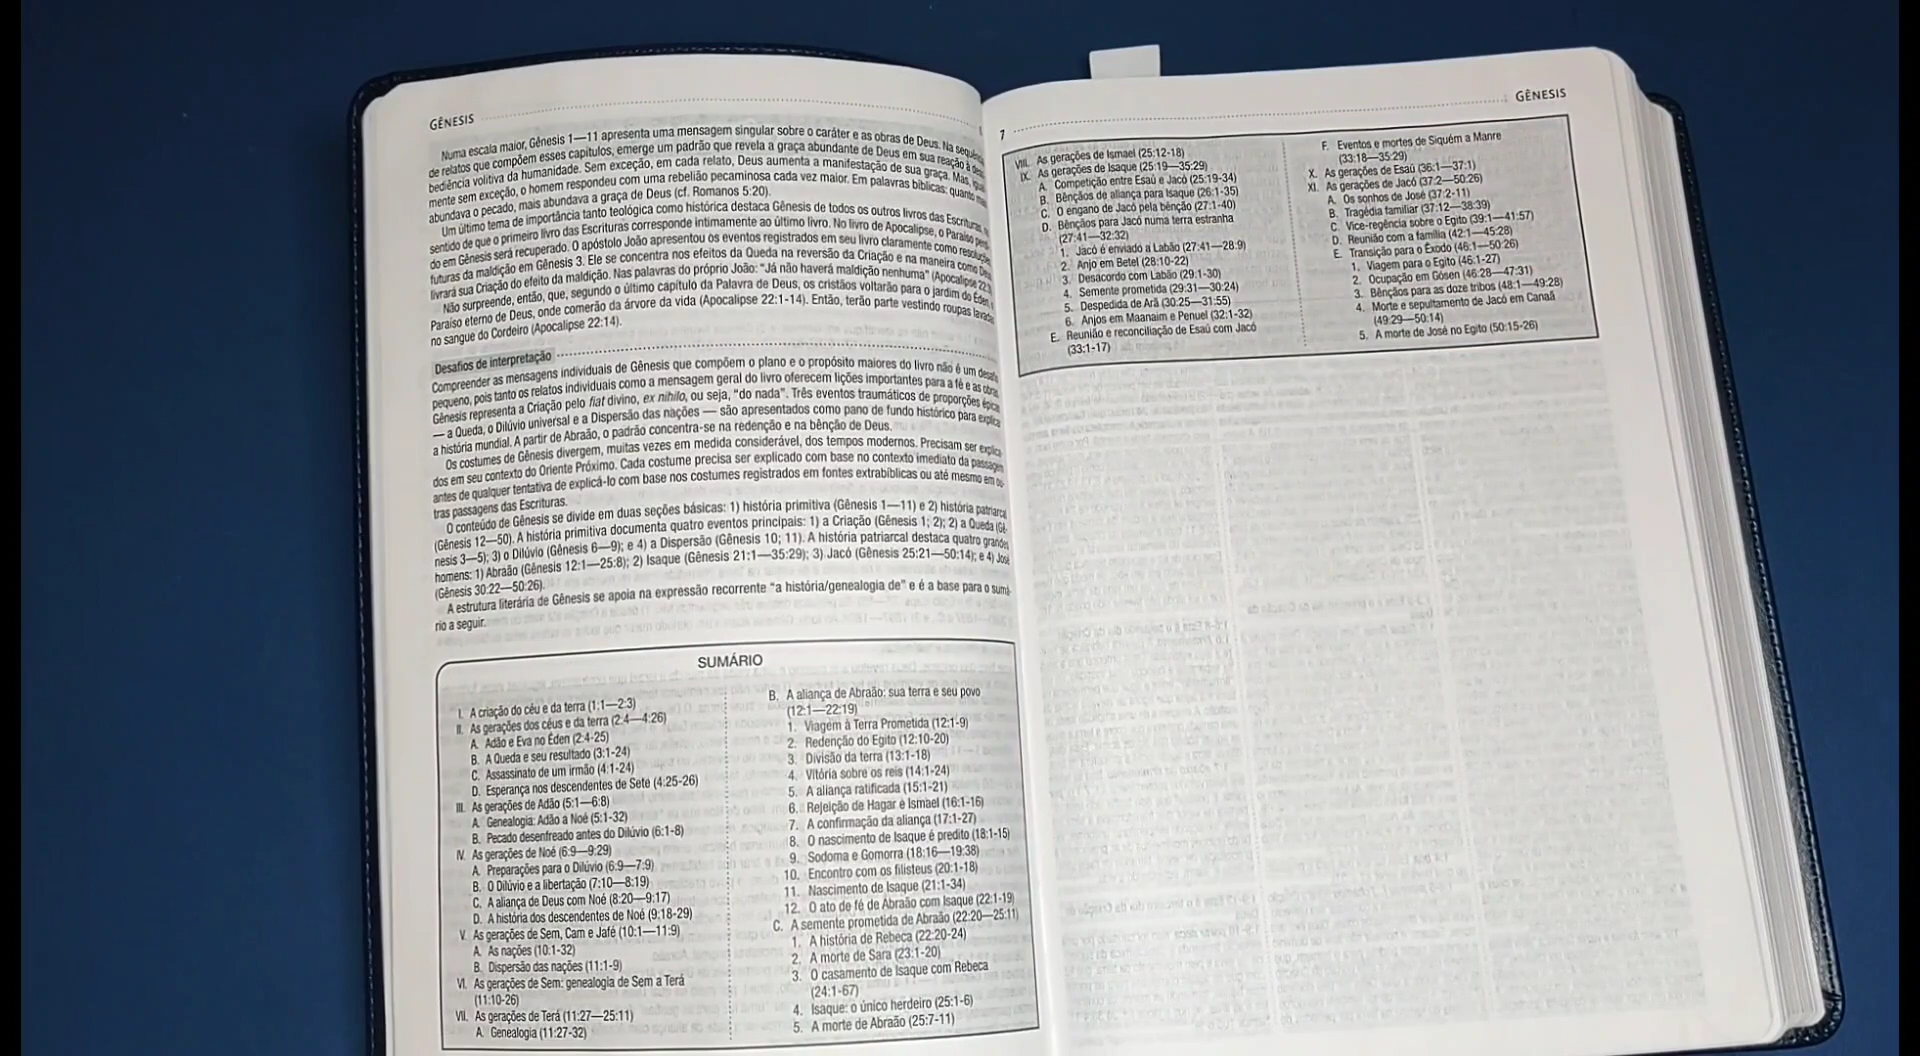 GÊNESIS
Numa escala maior, Gênesis 1—11 apresenta uma mensagem singular sobre o caráter e as obras de Deus. Na sequência
de relatos que compõem esses capítulos, emerge um padrão que revela a graça abundante de Deus em sua reação à
bediência volitiva da humanidade. Sem exceção, em cada relato, Deus aumenta a manifestação de sua graça. Mas,
mente sem exceção, o homem respondeu com uma rebelião pecaminosa cada vez maior. Em palavras bíblicas: quanto
abundava o pecado, mais abundava a graça de Deus (cf. Romanos 5:20).
Um último tema de importância tanto teológica como histórica destaca Gênesis de todos os outros livros das Escrituras,
sentido de que o primeiro livro das Escrituras corresponde intimamente ao último livro. No livro de Apocalipse, o Paraíso
do em Gênesis será recuperado. O apóstolo João apresentou os eventos registrados em seu livro claramente como
futuras da maldição em Gênesis 3. Ele se concentra nos efeitos da Queda na reversão da Criação e na maneira como Deus
livrará sua Criação do efeito da maldição. Nas palavras do próprio João: “Já não haverá maldição nenhuma” (Apocalipse 22:3
Não surpreende, então, que, segundo o último capítulo da Palavra de Deus, os cristãos voltarão para o jardim do Éden,
Paraíso eterno de Deus, onde comerão da árvore da vida (Apocalipse 22:1-14). Então, terão parte vestindo roupas lavadas
no sangue do Cordeiro (Apocalipse 22:14).
Desafios de interpretação
Compreender as mensagens individuais de Gênesis que compõem o plano e o propósito maiores do livro não é um desafio
pequeno, pois tanto os relatos individuais como a mensagem geral do livro oferecem lições importantes para a fé e as obras.
Gênesis representa a Criação pelo fiat divino, ex nihilo, ou seja, “do nada”. Três eventos traumáticos de proporções épicas
— a Queda, o Dilúvio universal e a Dispersão das nações — são apresentados como pano de fundo histórico para explica
a história mundial. A partir de Abraão, o padrão concentra-se na redenção e na bênção de Deus.
Os costumes de Gênesis divergem, muitas vezes em medida considerável, dos tempos modernos. Precisam ser explica
dos em seu contexto do Oriente Próximo. Cada costume precisa ser explicado com base no contexto imediato da passagem
antes de qualquer tentativa de explicá-lo com base nos costumes registrados em fontes extrabíblicas ou até mesmo em ou-
tras passagens das Escrituras.
O conteúdo de Gênesis se divide em duas seções básicas: 1) história primitiva (Gênesis 1—11) e 2) história patriarcal
(Gênesis 12—50). A história primitiva documenta quatro eventos principais: 1) a Criação (Gênesis 1; 2); 2) a Queda (Gê-
nesis 3—5); 3) o Dilúvio (Gênesis 6—9); e 4) a Dispersão (Gênesis 10; 11). A história patriarcal destaca quatro grandes
homens: 1) Abraão (Gênesis 12:1—25:8); 2) Isaque (Gênesis 21:1—35:29); 3) Jacó (Gênesis 25:21—50:14); e 4) José
(Gênesis 30:22—50:26).
A estrutura literária de Gênesis se apoia na expressão recorrente “a história/genealogia de” e é a base para o sumá-
rio a seguir.
SUMÁRIO
I. A criação do céu e da terra (1:1—2:3)
II. As gerações dos céus e da terra (2:4—4:26)
A. Adão e Eva no Éden (2:4-25)
B. A Queda e seu resultado (3:1-24)
C. Assassinato de um irmão (4:1-24)
D. Esperança nos descendentes de Sete (4:25-26)
III. As gerações de Adão (5:1—6:8)
A. Genealogia: Adão a Noé (5:1-32)
B. Pecado desenfreado antes do Dilúvio (6:1-8)
IV. As gerações de Noé (6:9—9:29)
A. Preparações para o Dilúvio (6:9—7:9)
B. O Dilúvio e a libertação (7:10—8:19)
C. A aliança de Deus com Noé (8:20—9:17)
D. A história dos descendentes de Noé (9:18-29)
V. As gerações de Sem, Cam e Jafé (10:1—11:9)
A. As nações (10:1-32)
B. Dispersão das nações (11:1-9)
VI. As gerações de Sem: genealogia de Sem a Terá
(11:10-26)
VII. As gerações de Terá (11:27—25:11)
A. Genealogia (11:27-32)
B. A aliança de Abraão: sua terra e seu povo
(12:1—22:19)
1. Viagem à Terra Prometida (12:1-9)
2. Redenção do Egito (12:10-20)
3. Divisão da terra (13:1-18)
4. Vitória sobre os reis (14:1-24)
5. A aliança ratificada (15:1-21)
6. Rejeição de Hagar e Ismael (16:1-16)
7. A confirmação da aliança (17:1-27)
8. O nascimento de Isaque é predito (18:1-15)
9. Sodoma e Gomorra (18:16—19:38)
10. Encontro com os filisteus (20:1-18)
11. Nascimento de Isaque (21:1-34)
12. O ato de fé de Abraão com Isaque (22:1-19)
C. A semente prometida de Abraão (22:20—25:11)
1. A história de Rebeca (22:20-24)
2. A morte de Sara (23:1-20)
3. O casamento de Isaque com Rebeca
(24:1-67)
4. Isaque: o único herdeiro (25:1-6)
5. A morte de Abraão (25:7-11)
7
GÊNESIS
VIII. As gerações de Ismael (25:12-18)
IX. As gerações de Isaque (25:19—35:29)
A. Competição entre Esaú e Jacó (25:19-34)
B. Bênçãos de aliança para Isaque (26:1-35)
C. O engano de Jacó pela bênção (27:1-40)
D. Bênçãos para Jacó numa terra estranha
(27:41—32:32)
1. Jacó é enviado a Labão (27:41—28:9)
2. Anjo em Betel (28:10-22)
3. Desacordo com Labão (29:1-30)
4. Semente prometida (29:31—30:24)
5. Despedida de Arã (30:25—31:55)
6. Anjos em Maanaim e Penuel (32:1-32)
E. Reunião e reconciliação de Esaú com Jacó
(33:1-17)
F. Eventos e mortes de Siquém a Manre
(33:18—35:29)
X. As gerações de Esaú (36:1—37:1)
XI. As gerações de Jacó (37:2—50:26)
A. Os sonhos de José (37:2-11)
B. Tragédia familiar (37:12—38:39)
C. Vice-regência sobre o Egito (39:1—41:57)
D. Reunião com a família (42:1—45:28)
E. Transição para o Êxodo (46:1—50:26)
1. Viagem para o Egito (46:1-27)
2. Ocupação em Gósen (46:28—47:31)
3. Bênçãos para as doze tribos (48:1—49:28)
4. Morte e sepultamento de Jacó em Canaã
(49:29—50:14)
5. A morte de José no Egito (50:15-26)